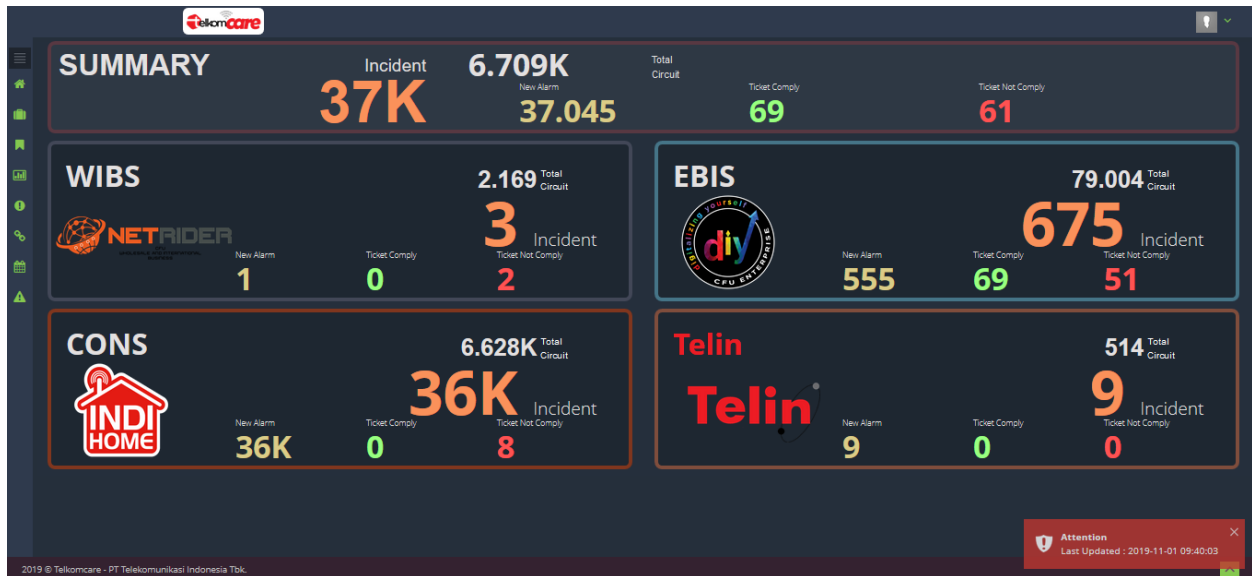 Telkomcare
SUMMARY
Incident
37K
6.709K
Total
Circuit
New Alarm
37.045
Ticket Comply
69
Ticket Not Comply
61
WIBS
2.169 Total
Circuit
NETRIDER
3 Incident
New Alarm
1
Ticket Comply
0
Ticket Not Comply
2
EBIS
79.004 Total
Circuit
digitalizing yourself
diy
CFU ENTERPRISE
675 Incident
New Alarm
555
Ticket Comply
69
Ticket Not Comply
51
CONS
6.628K Total
Circuit
INDI
HOME
36K Incident
New Alarm
36K
Ticket Comply
0
Ticket Not Comply
8
Telin
514 Total
Circuit
Telin
9 Incident
New Alarm
9
Ticket Comply
0
Ticket Not Comply
0
Attention
Last Updated : 2019-11-01 09:40:03
2019 © Telkomcare - PT Telekomunikasi Indonesia Tbk.